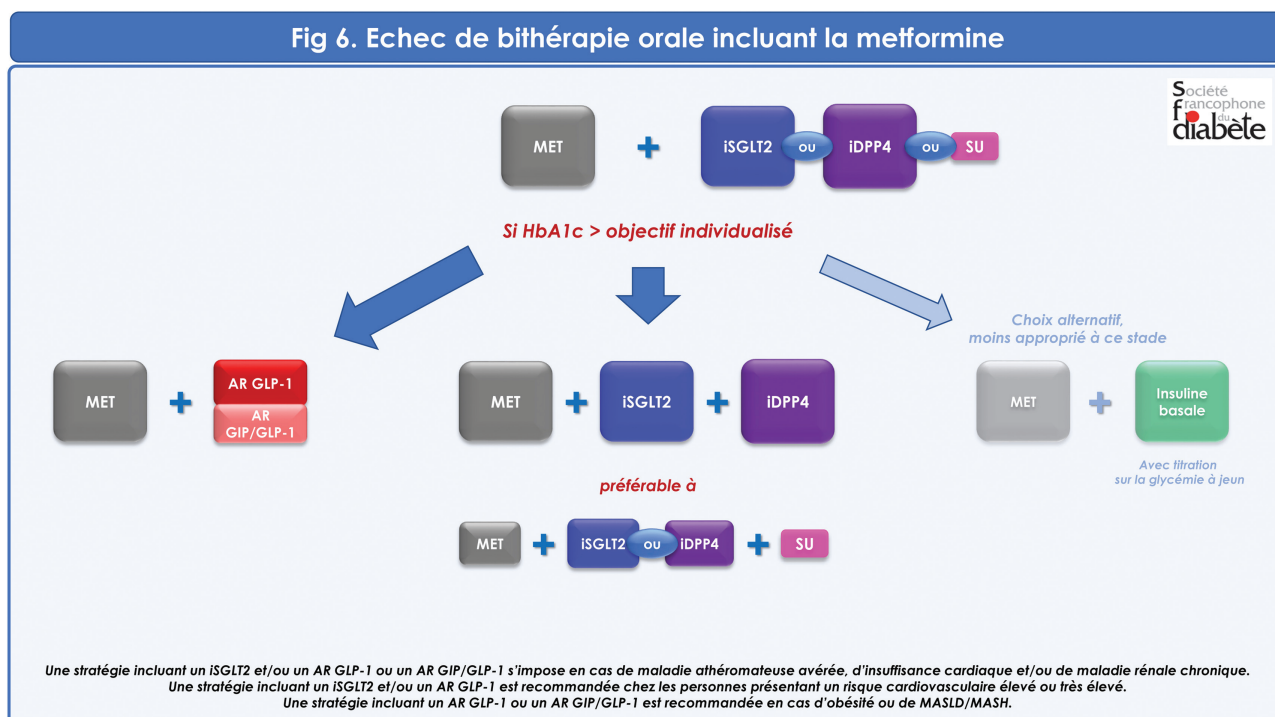 Fig 6. Echec de bithérapie orale incluant la metformine
Société
francophone
du
diabète
MET + iSGLT2 OU iDPP4 OU SU
Si HbA1c > objectif individualisé
Choix alternatif,
moins approprié à ce stade
MET + AR GLP-1
AR
GIP/GLP-1
MET + iSGLT2 + iDPP4
MET + Insuline
basale
Avec titration
sur la glycémie à jeun
préférable à
MET + iSGLT2 OU iDPP4 + SU
Une stratégie incluant un iSGLT2 et/ou un AR GLP-1 ou un AR GIP/GLP-1 s’impose en cas de maladie athéromateuse avérée, d’insuffisance cardiaque et/ou de maladie rénale chronique.
Une stratégie incluant un iSGLT2 et/ou un AR GLP-1 est recommandée chez les personnes présentant un risque cardiovasculaire élevé ou très élevé.
Une stratégie incluant un AR GLP-1 ou un AR GIP/GLP-1 est recommandée en cas d’obésité ou de MASLD/MASH.